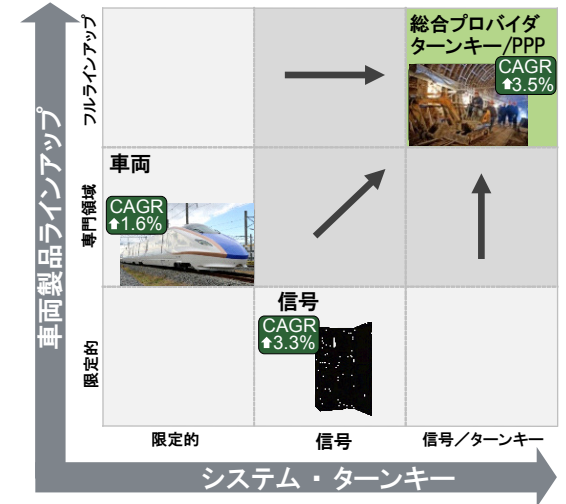 総合プロバイダ
ターンキー/PPP
CAGR
⬆3.5%
車両
CAGR
⬆1.6%
信号
CAGR
⬆3.3%
車両製品ラインアップ
フルラインアップ
専門領域
限定的
限定的
信号
信号／ターンキー
システム・ターンキー